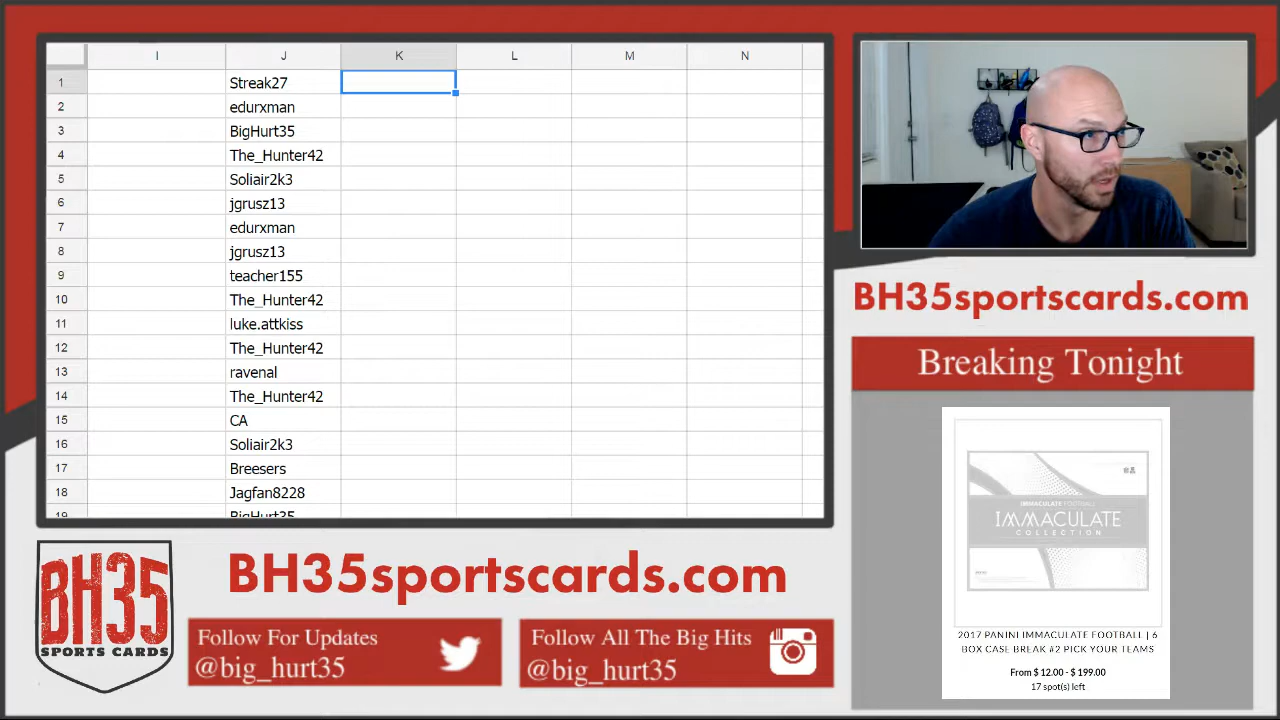 I J K L M N
1 Streak27
2 edurxman
3 BigHurt35
4 The_Hunter42
5 Soliair2k3
6 jgrusz13
7 edurxman
8 jgrusz13
9 teacher155
10 The_Hunter42
11 luke.attkiss
12 The_Hunter42
13 ravenal
14 The_Hunter42
15 CA
16 Soliair2k3
17 Breesers
18 Jagfan8228
19 BigHurt35
BH35sportscards.com
Breaking Tonight
IMMACULATE FOOTBALL
IMMACULATE
COLLECTION
2017 PANINI IMMACULATE FOOTBALL | 6
BOX CASE BREAK #2 PICK YOUR TEAMS
From $ 12.00 - $ 199.00
17 spot(s) left
BH35
SPORTS CARDS
BH35sportscards.com
Follow For Updates
@big_hurt35
Follow All The Big Hits
@big_hurt35